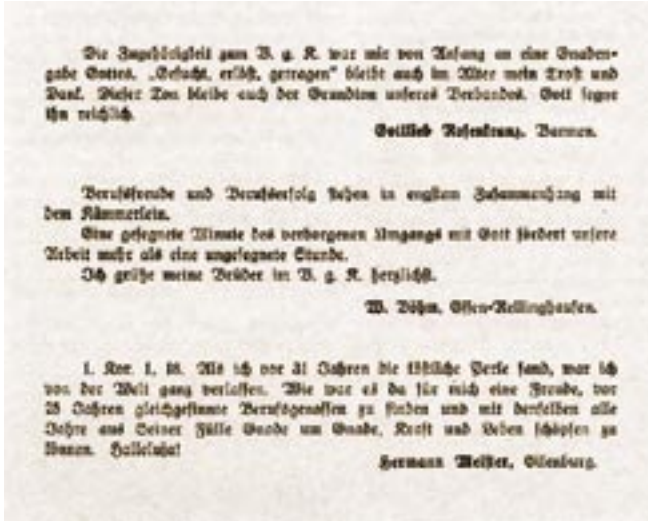 Die Zugehörigkeit zum V. g. K. war mir von Anfang an eine Gnaden-
gabe Gottes. „Gesucht, erlöst, getragen“ bleibt auch im Alter mein Trost und
Dank. Dieser Ton bleibe auch der Grundton unseres Verbandes. Gott segne
ihn reichlich.
Gottlieb Rosenkranz, Barmen.
Berufsfreude und Berufserfolg stehen in engstem Zusammenhang mit
dem Kämmerlein.
Eine gesegnete Minute des verborgenen Umgangs mit Gott fördert unsere
Arbeit mehr als eine ungesegnete Stunde.
Ich grüße meine Brüder im V. g. K. herzlichst.
W. Böhm, Essen-Rellinghausen.
1. Kor. 1, Als ich vor 31 Jahren die köstliche Perle fand, war ich
von der Welt ganz verlassen. Wie war es da für mich eine Freude, vor
25 Jahren gleichgesinnte Berufsgenossen zu finden und mit denselben alle
Jahre aus Seiner Fülle Gnade um Gnade, Kraft und Leben schöpfen zu
können. Halleluja!
Hermann Meister, Eilenburg.